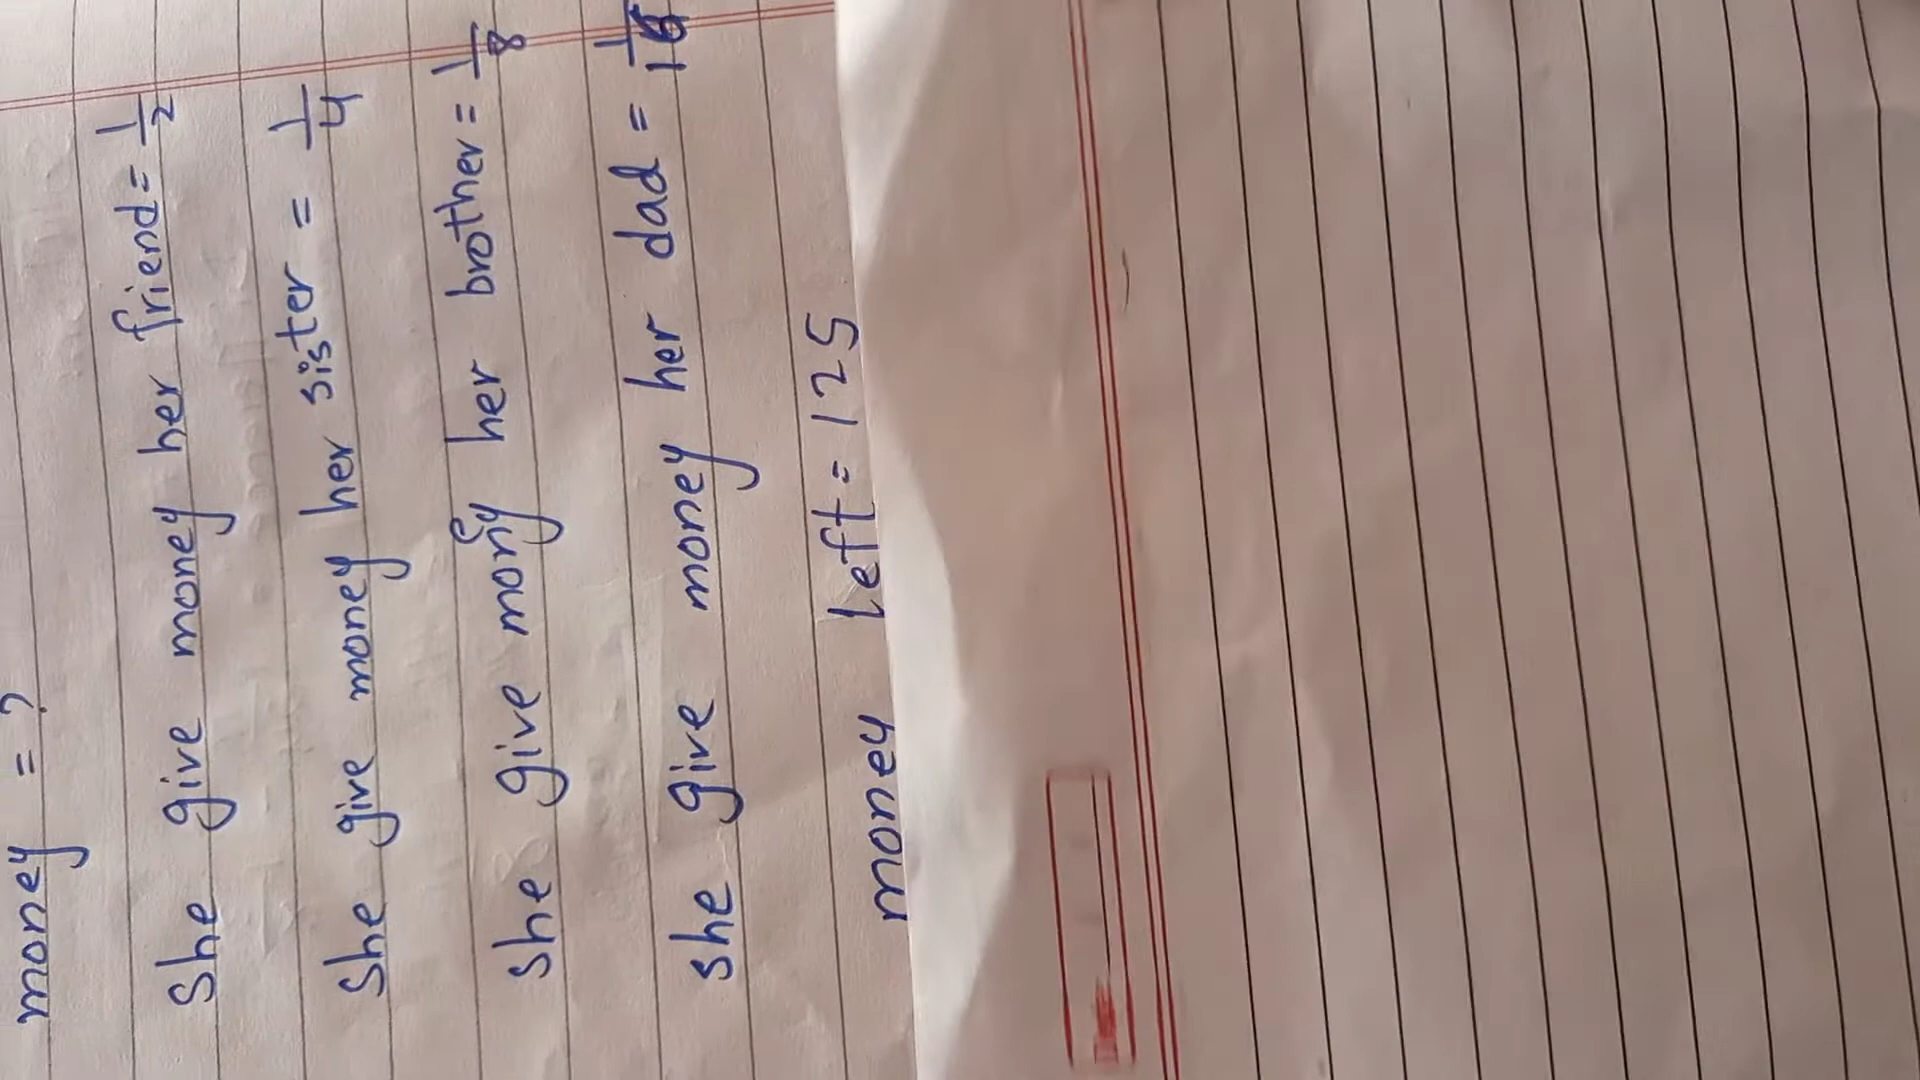 money = ?
She give money her friend = 1/2
She give money her sister = 1/4
She give money her brother = 1/8
She give money her dad = 1/16
money left = 125